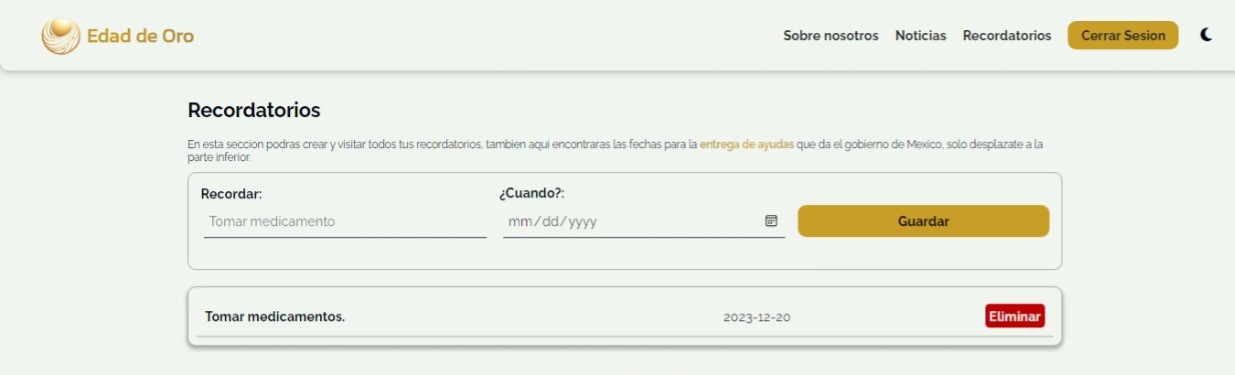 Edad de Oro
Sobre nosotros Noticias Recordatorios Cerrar Sesion
Recordatorios
En esta seccion podras crear y visitar todos tus recordatorios, tambien aqui encontraras las fechas para la entrega de ayudas que da el gobierno de Mexico, solo desplazate a la
parte inferior.
Recordar: ¿Cuando?:
Tomar medicamento mm/dd/yyyy Guardar
Tomar medicamentos. 2023-12-20 Eliminar